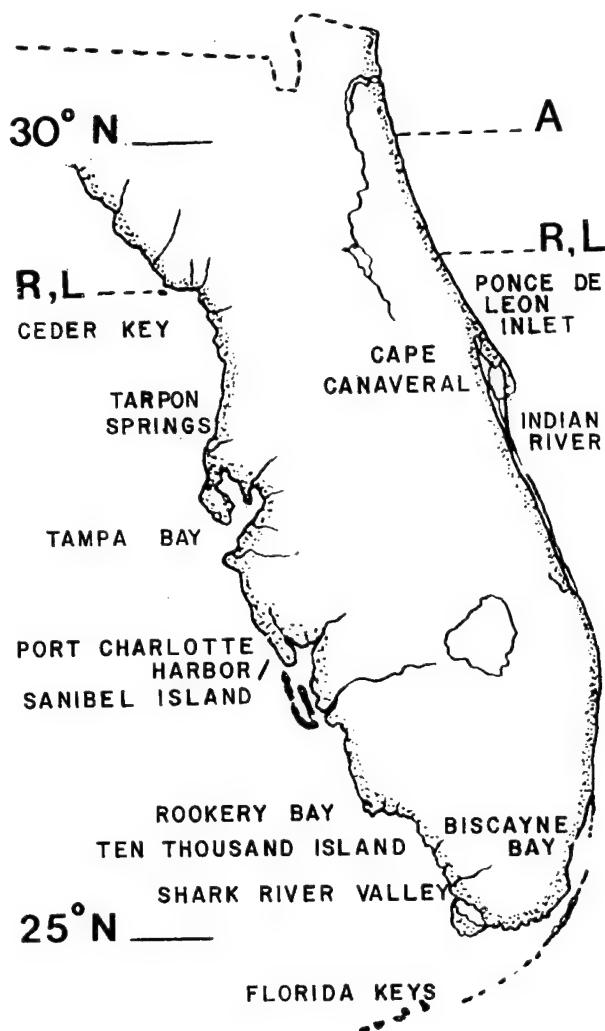 30° N
A
R,L
R,L
CEDER KEY
PONCE DE
LEON
INLET
CAPE
CANAVERAL
TARPON
SPRINGS
INDIAN
RIVER
TAMPA BAY
PORT CHARLOTTE
HARBOR
SANIBEL ISLAND
ROOKERY BAY
TEN THOUSAND ISLAND
BISCAYNE
BAY
SHARK RIVER VALLEY
25° N
FLORIDA KEYS